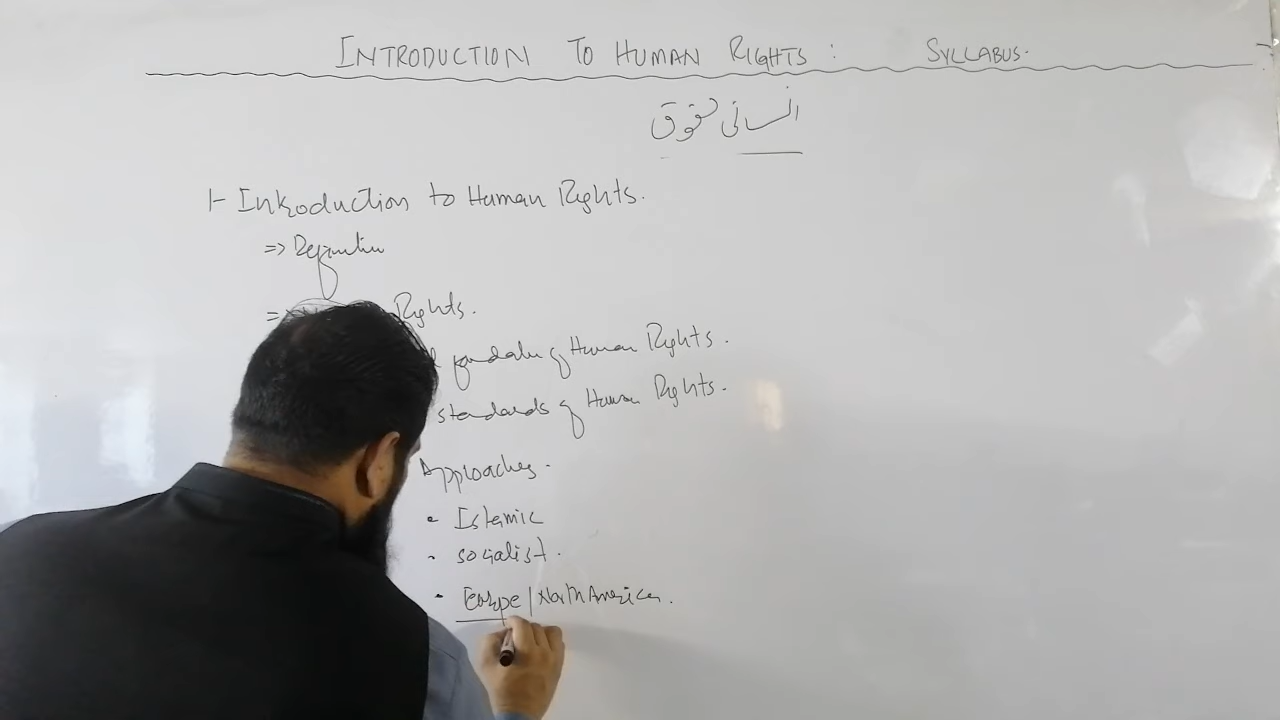 INTRODUCTION TO HUMAN RIGHTS : SYLLABUS.
انسانی حقوق
1- Introduction to Human Rights.
=> Definition
= Rights.
of Human Rights.
standards of Human Rights.
Approaches.
• Islamic
• socialist.
• Europe | North America.